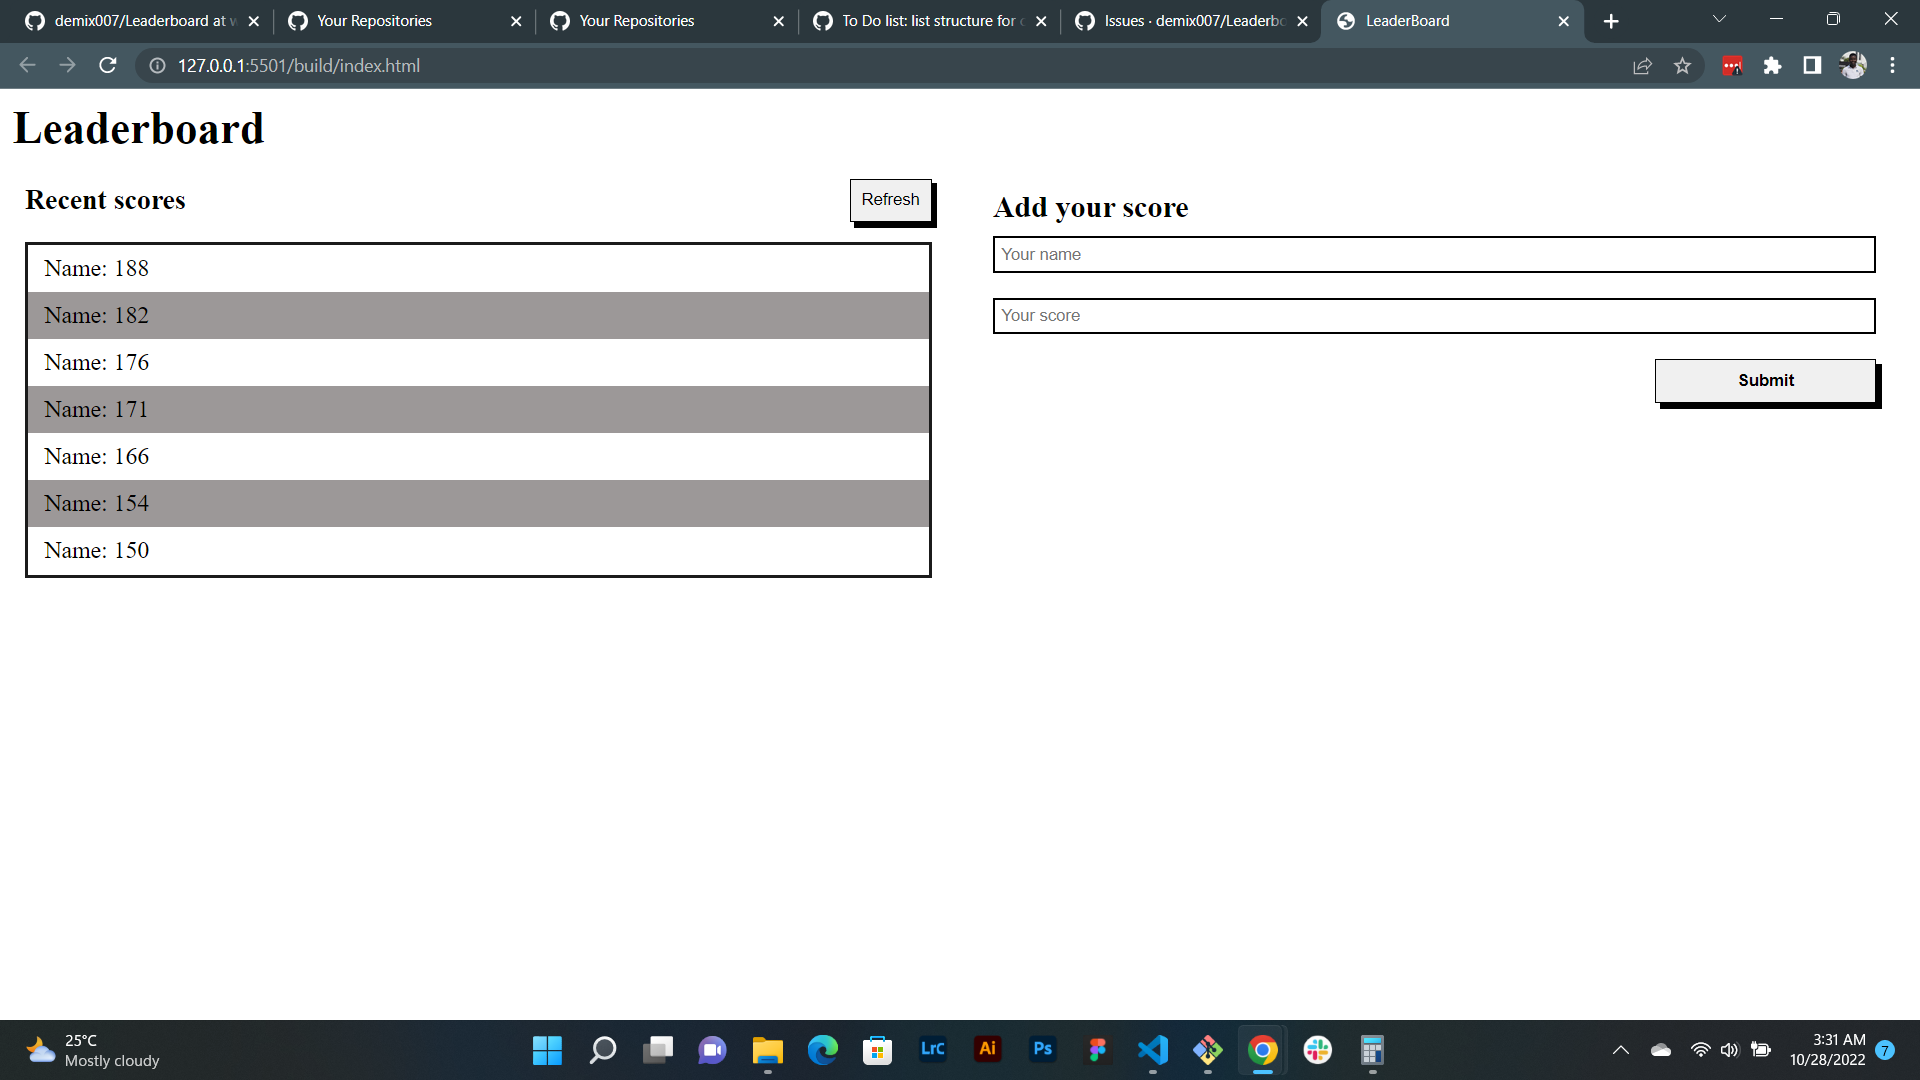 demix007/Leaderboard at w
Your Repositories
Your Repositories
To Do list: list structure for
Issues · demix007/Leaderbo
LeaderBoard
127.0.0.1:5501/build/index.html
Leaderboard
Recent scores
Refresh
Name: 188
Name: 182
Name: 176
Name: 171
Name: 166
Name: 154
Name: 150
Add your score
Your name
Your score
Submit
25°C
Mostly cloudy
LrC
Ai
Ps
3:31 AM
10/28/2022
7